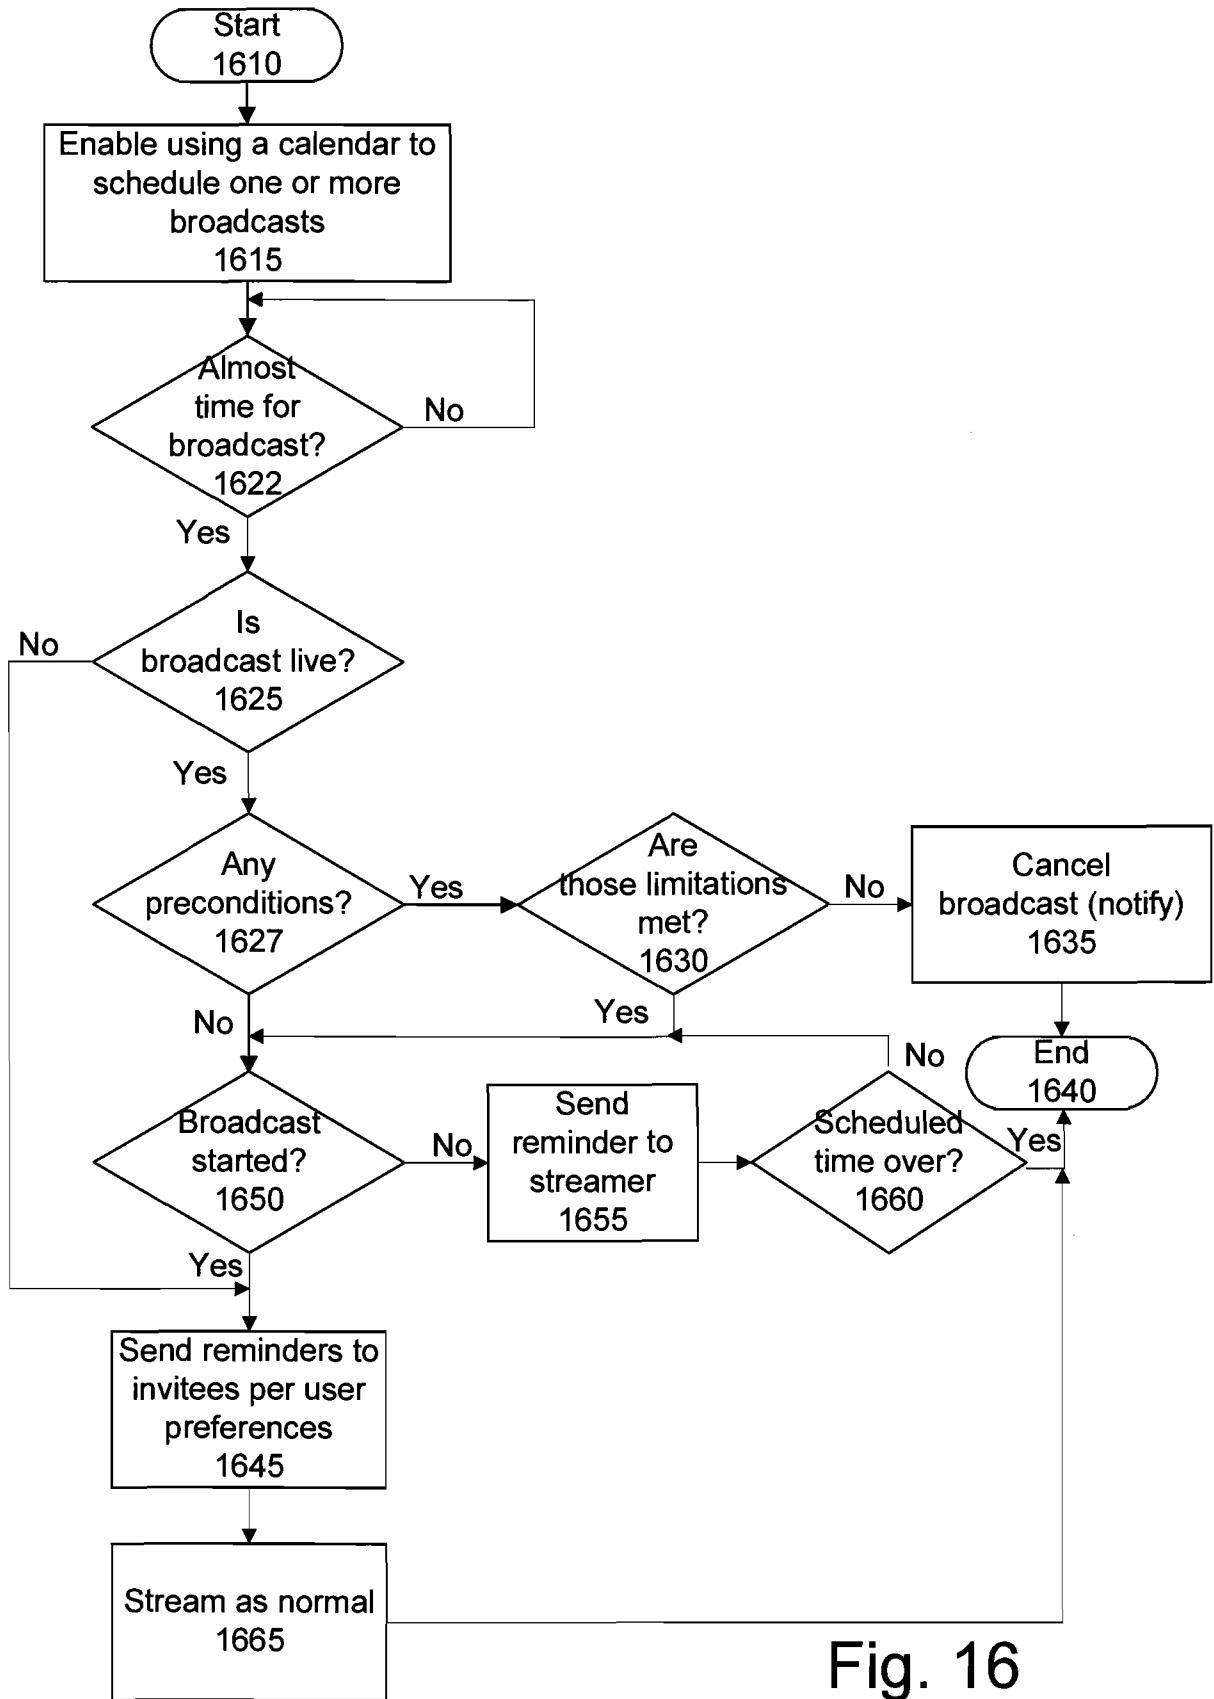 Start
1610
Enable using a calendar to
schedule one or more
broadcasts
1615
Almost
time for
broadcast?
1622
No
Yes
Is
broadcast live?
1625
No
Yes
Any
preconditions?
1627
Yes
Are
those limitations
met?
1630
No
Cancel
broadcast (notify)
1635
No
Yes
No
End
1640
Broadcast
started?
1650
No
Send
reminder to
streamer
1655
Scheduled
time over?
1660
Yes
Yes
Send reminders to
invitees per user
preferences
1645
Stream as normal
1665
Fig. 16